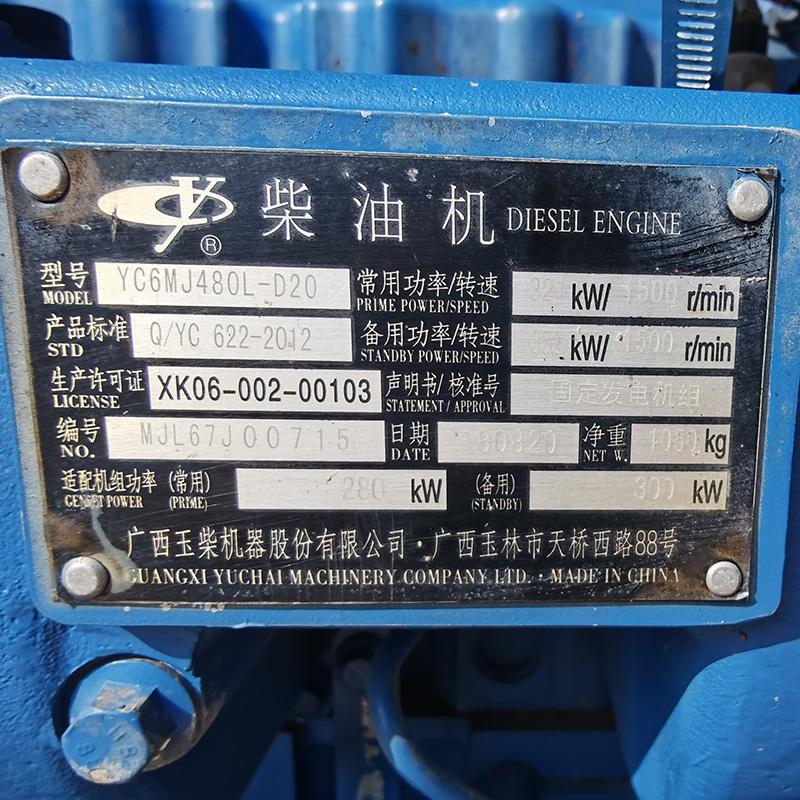 柴油机 DIESEL ENGINE
型号 MODEL YC6MJ480L-D20 常用功率/转速 PRIME POWER/SPEED kW/ 1500 r/min
产品标准 STD Q/YC 622-2012 备用功率/转速 STANDBY POWER/SPEED kW/ 1500 r/min
生产许可证 LICENSE XK06-002-00103 声明书/核准号 STATEMENT / APPROVAL 固定发电机组
编号 NO. MJL67J00715 日期 DATE 180820 净重 NET W. 1050 kg
适配机组功率 GENSET POWER (常用) (PRIME) 280 kW (备用) (STANDBY) 300 kW
广西玉柴机器股份有限公司·广西玉林市天桥西路88号
GUANGXI YUCHAI MACHINERY COMPANY LTD. · MADE IN CHINA